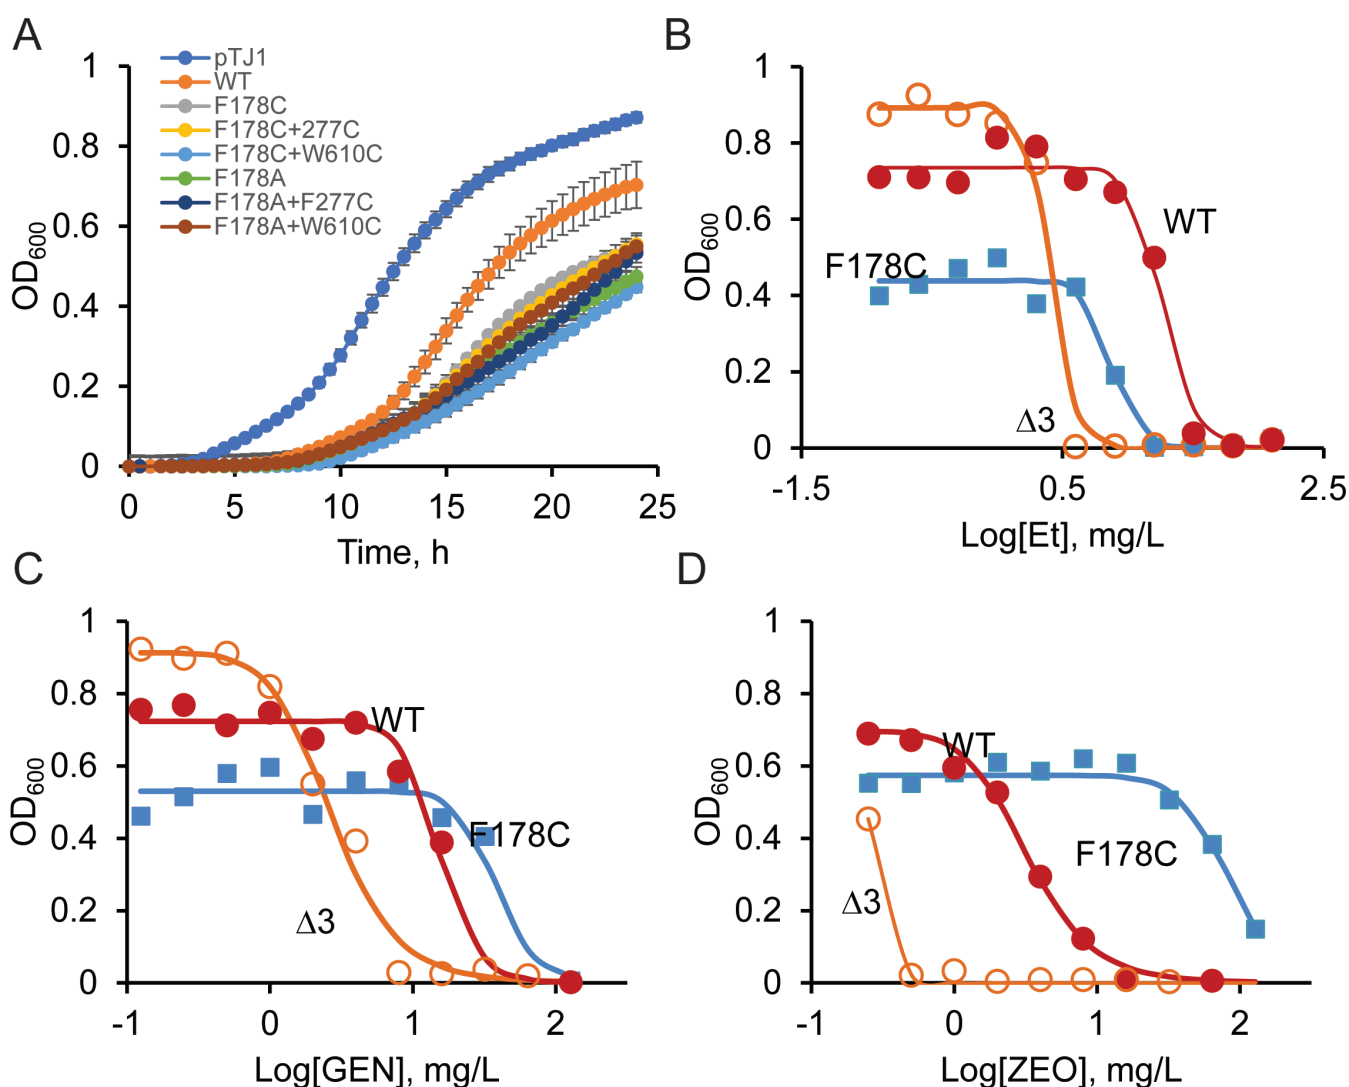 A
pTJ1
WT
F178C
F178C+277C
F178C+W610C
F178A
F178A+F277C
F178A+W610C
1
0.8
0.6
0.4
0.2
0
OD600
0 5 10 15 20 25
Time, h
B
1
0.8
0.6
0.4
0.2
0
OD600
WT
F178C
Δ3
-1.5 0.5 2.5
Log[Et], mg/L
C
1
0.8
0.6
0.4
0.2
0
OD600
WT
F178C
Δ3
-1 0 1 2
Log[GEN], mg/L
D
1
0.8
0.6
0.4
0.2
0
OD600
WT
F178C
Δ3
-1 0 1 2
Log[ZEO], mg/L